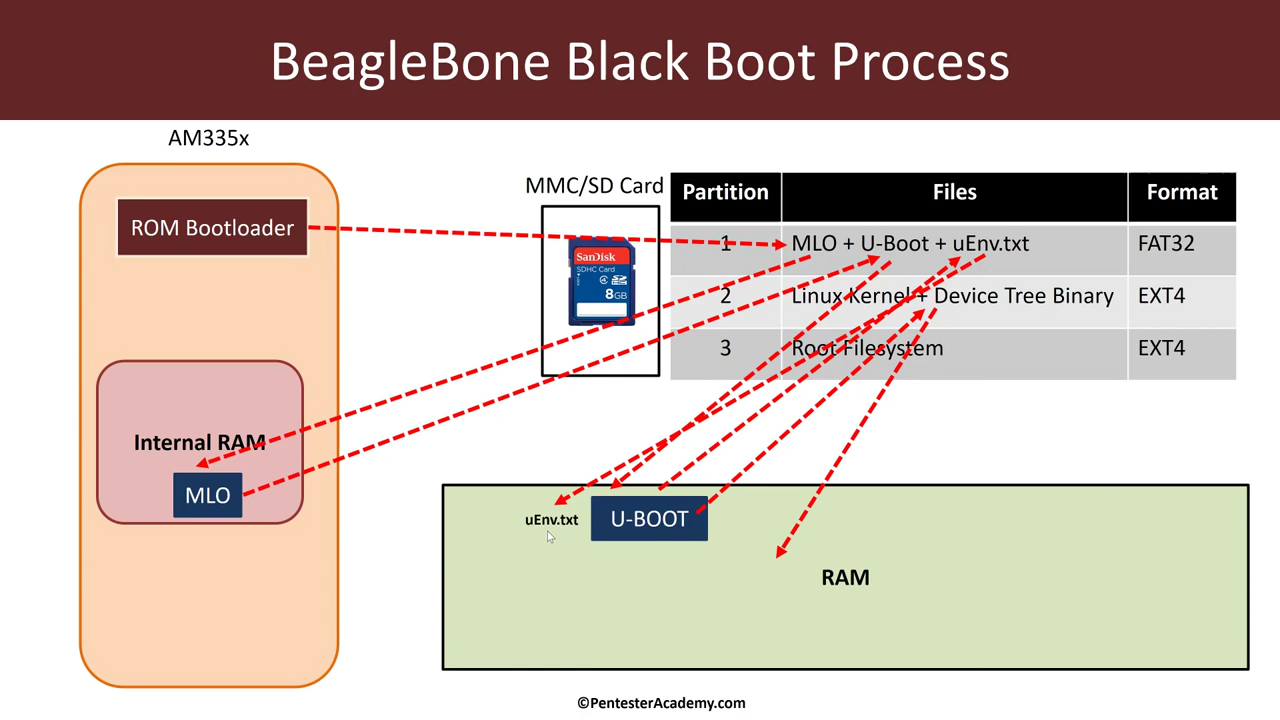 BeagleBone Black Boot Process
AM335x
ROM Bootloader
Internal RAM
MLO
MMC/SD Card
SanDisk
SDHC Card
4
8GB
Partition Files Format
1 MLO + U-Boot + uEnv.txt FAT32
2 Linux Kernel + Device Tree Binary EXT4
3 Root Filesystem EXT4
uEnv.txt
U-BOOT
RAM
©PentesterAcademy.com